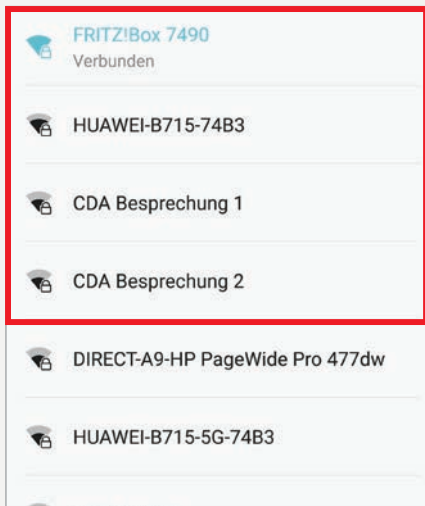 FRITZ!Box 7490
Verbunden
HUAWEI-B715-74B3
CDA Besprechung 1
CDA Besprechung 2
DIRECT-A9-HP PageWide Pro 477dw
HUAWEI-B715-5G-74B3